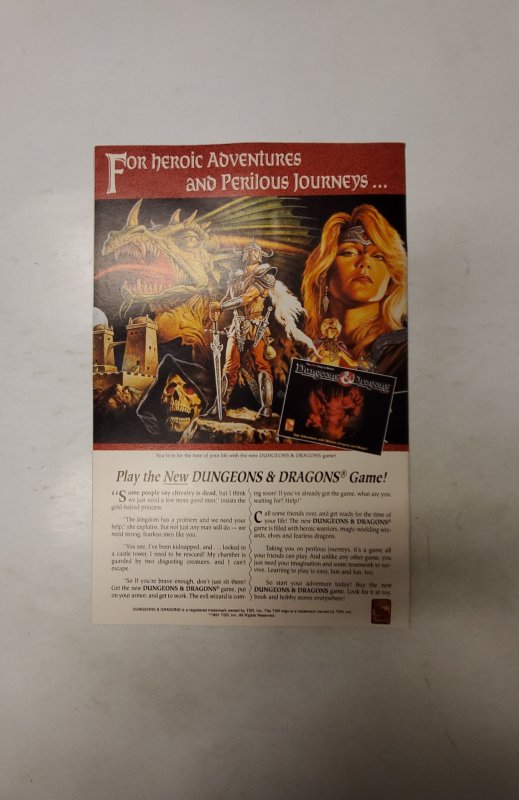 For Heroic Adventures
and Perilous Journeys ...
Dungeons & Dragons
You're in for the time of your life with the new DUNGEONS & DRAGONS game!
Play the New DUNGEONS & DRAGONS® Game!
"Some people say chivalry is dead, but I think
we just need a few more good men," insists the
gold-haired princess.
"The kingdom has a problem and we need your
help," she explains. But not just any man will do — we
need strong, fearless men like you.
"You see, I've been kidnapped, and . . . locked in
a castle tower. I need to be rescued! My chamber is
guarded by two disgusting creatures, and I can't
escape.
"So if you're brave enough, don't just sit there!
Get the new DUNGEONS & DRAGONS® game, put
on your armor, and get to work. The evil wizard is com-
ing soon! If you've already got the game, what are you
waiting for? Help!"
Call some friends over, and get ready for the time of
your life! The new DUNGEONS & DRAGONS®
game is filled with heroic warriors, magic-wielding wiz-
ards, elves and fearless dragons.
Taking you on perilous journeys. It's a game all
your friends can play. And unlike any other game, you
just need your imagination and some teamwork to sur-
vive. Learning to play is easy, fast and fun, too.
So start your adventure today! Buy the new
DUNGEONS & DRAGONS game. Look for it at toy,
book and hobby stores everywhere!
DUNGEONS & DRAGONS is a registered trademark owned by TSR, Inc. The TSR logo is a trademark owned by TSR, Inc.
©1991 TSR, Inc. All Rights Reserved.